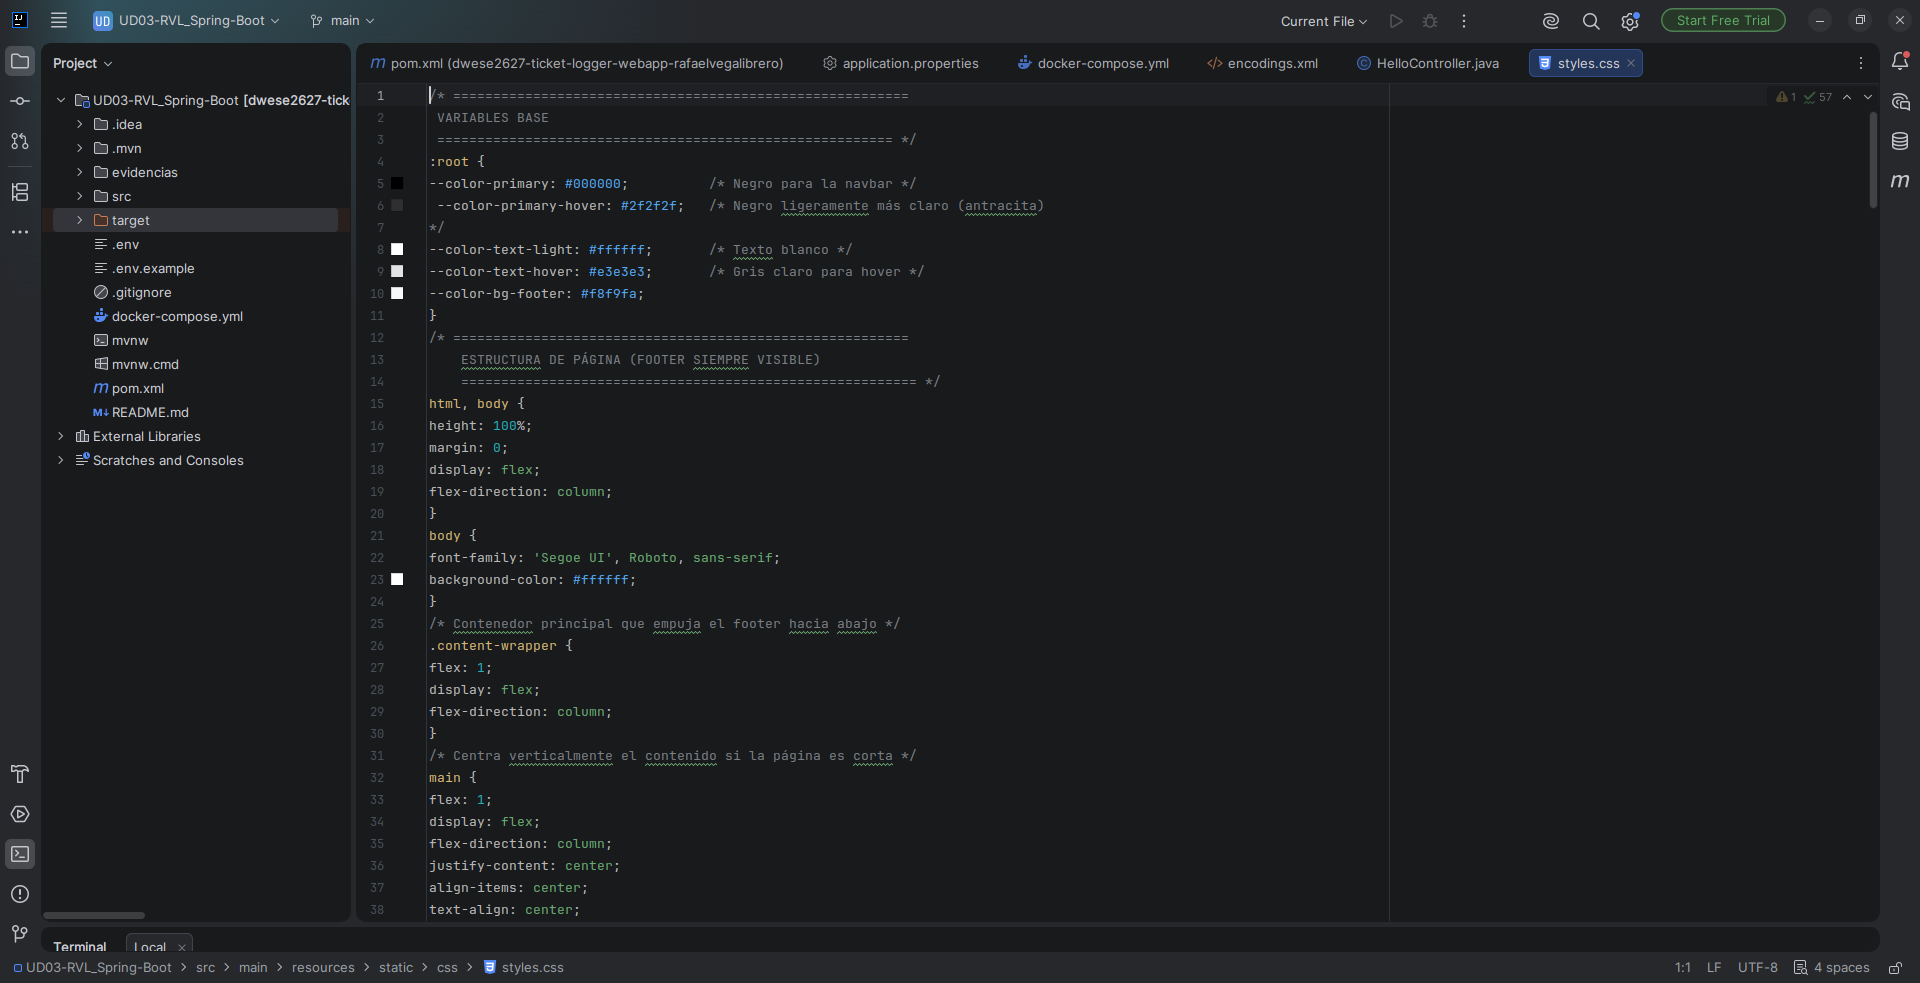 UD UD03-RVL_Spring-Boot main Current File Start Free Trial
Project
pom.xml (dwese2627-ticket-logger-webapp-rafaelvegalibrero) application.properties docker-compose.yml encodings.xml HelloController.java styles.css
UD03-RVL_Spring-Boot [dwese2627-tick
.idea
.mvn
evidencias
src
target
.env
.env.example
.gitignore
docker-compose.yml
mvnw
mvnw.cmd
pom.xml
README.md
External Libraries
Scratches and Consoles
1 57
1 /* =========================================================
2 VARIABLES BASE
3 ========================================================= */
4 :root {
5 --color-primary: #000000; /* Negro para la navbar */
6 --color-primary-hover: #2f2f2f; /* Negro ligeramente más claro (antracita)
7 */
8 --color-text-light: #ffffff; /* Texto blanco */
9 --color-text-hover: #e3e3e3; /* Gris claro para hover */
10 --color-bg-footer: #f8f9fa;
11 }
12 /* =========================================================
13 ESTRUCTURA DE PÁGINA (FOOTER SIEMPRE VISIBLE)
14 ========================================================= */
15 html, body {
16 height: 100%;
17 margin: 0;
18 display: flex;
19 flex-direction: column;
20 }
21 body {
22 font-family: 'Segoe UI', Roboto, sans-serif;
23 background-color: #ffffff;
24 }
25 /* Contenedor principal que empuja el footer hacia abajo */
26 .content-wrapper {
27 flex: 1;
28 display: flex;
29 flex-direction: column;
30 }
31 /* Centra verticalmente el contenido si la página es corta */
32 main {
33 flex: 1;
34 display: flex;
35 flex-direction: column;
36 justify-content: center;
37 align-items: center;
38 text-align: center;
Terminal Local
UD03-RVL_Spring-Boot > src > main > resources > static > css > styles.css 1:1 LF UTF-8 4 spaces